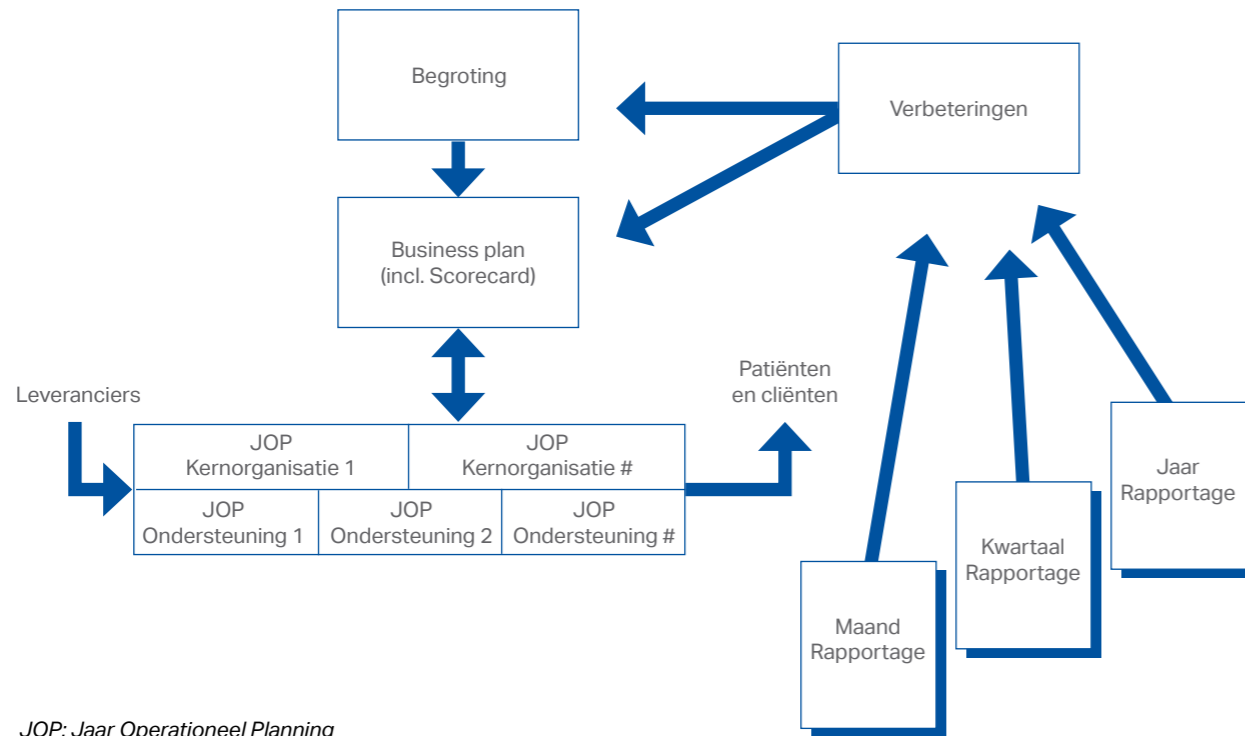 Begroting
Verbeteringen
Business plan
(incl. Scorecard)
Leveranciers
Patiënten
en cliënten
JOP
Kernorganisatie 1
JOP
Kernorganisatie #
JOP
Ondersteuning 1
JOP
Ondersteuning 2
JOP
Ondersteuning #
Jaar
Rapportage
Kwartaal
Rapportage
Maand
Rapportage
JOP: Jaar Operationeel Planning